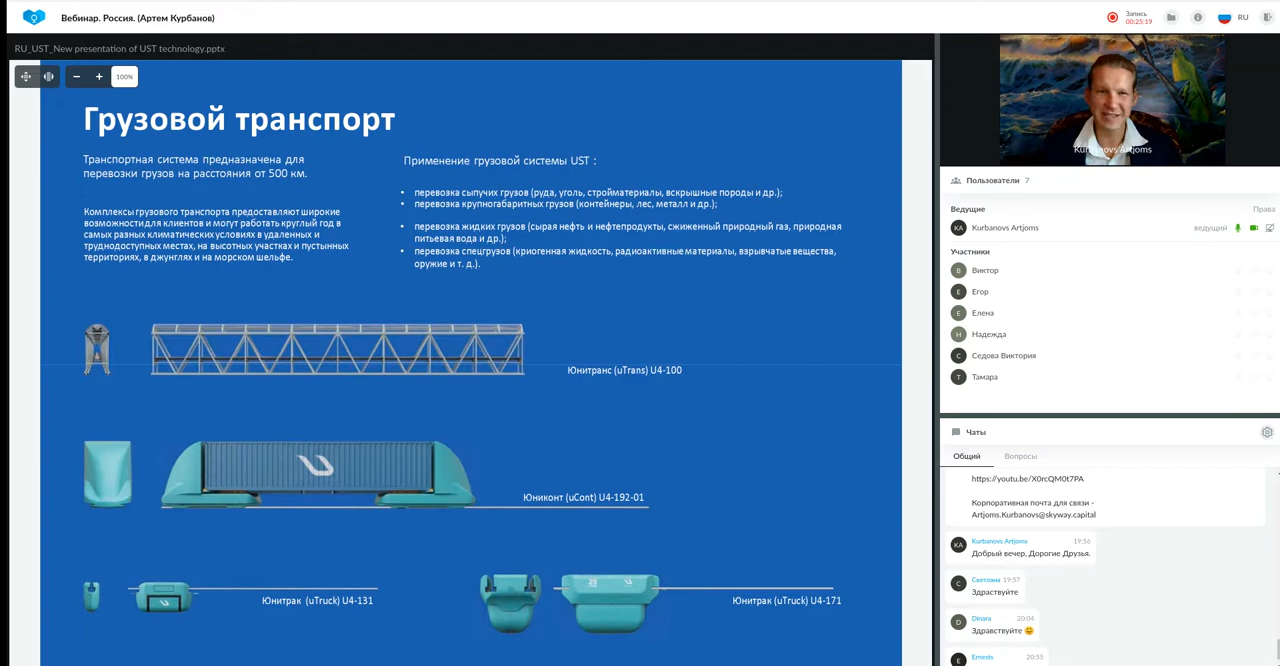 Вебинар. Россия. (Артем Курбанов)
Запись
00:25:19
RU
RU_UST_New presentation of UST technology.pptx
100%
Грузовой транспорт
Транспортная система предназначена для
перевозки грузов на расстояния от 500 км.
Комплексы грузового транспорта предоставляют широкие
возможности для клиентов и могут работать круглый год в
самых разных климатических условиях в удаленных и
труднодоступных местах, на высотных участках и пустынных
территориях, в джунглях и на морском шельфе.
Применение грузовой системы UST :
• перевозка сыпучих грузов (руда, уголь, стройматериалы, вскрышные породы и др.);
• перевозка крупногабаритных грузов (контейнеры, лес, металл и др.);
• перевозка жидких грузов (сырая нефть и нефтепродукты, сжиженный природный газ, природная
питьевая вода и др.);
• перевозка спецгрузов (криогенная жидкость, радиоактивные материалы, взрывчатые вещества,
оружие и т. д.).
Юнитранс (uTrans) U4-100
Юниконт (uCont) U4-192-01
Юнитрак (uTruck) U4-131
Юнитрак (uTruck) U4-171
Kurbanovs Artjoms
Пользователи 7
Ведущие
Права
KA Kurbanovs Artjoms ведущий
Участники
В Виктор
Е Егор
Е Елена
Н Надежда
С Седова Виктория
Т Тамара
Чаты
Общий
Вопросы
https://youtu.be/X0rcQM0t7PA
Корпоративная почта для связи -
Artjoms.Kurbanovs@skyway.capital
KA Kurbanovs Artjoms 19:56
Добрый вечер, Дорогие Друзья.
С Светлана 19:57
Здраствуйте
D Dinara 20:04
Здравствуйте
E Ernests 20:55